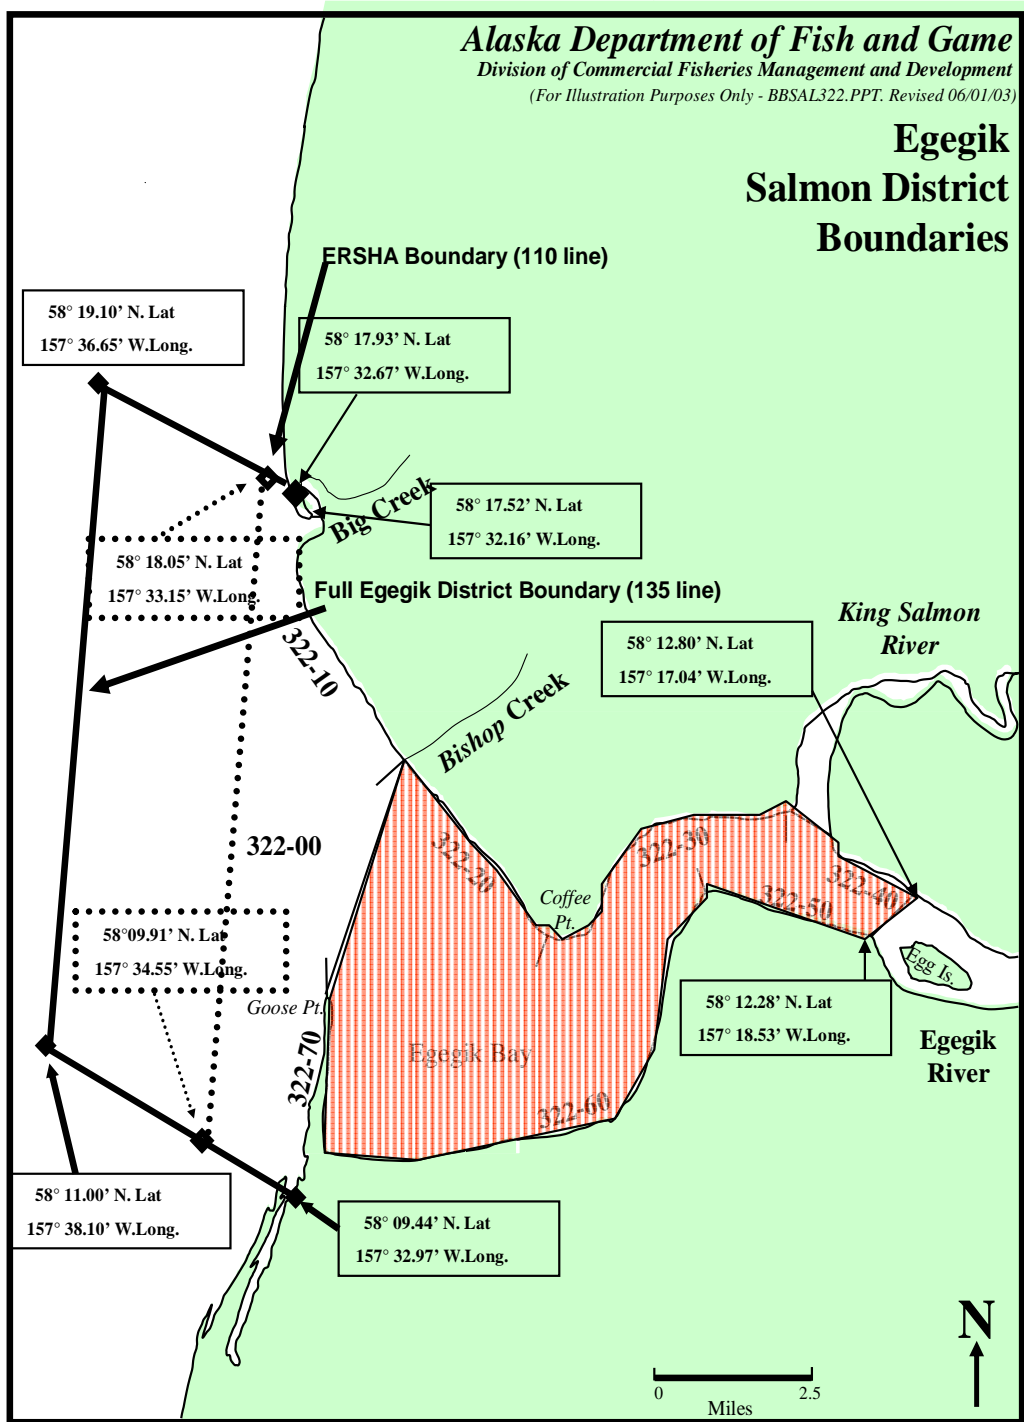 Alaska Department of Fish and Game
Division of Commercial Fisheries Management and Development
(For Illustration Purposes Only - BBSAL322.PPT. Revised 06/01/03)
Egegik
Salmon District
Boundaries
ERSHA Boundary (110 line)
58° 19.10’ N. Lat
157° 36.65’ W.Long.
58° 17.93’ N. Lat
157° 32.67’ W.Long.
Big Creek
58° 17.52’ N. Lat
157° 32.16’ W.Long.
58° 18.05’ N. Lat
157° 33.15’ W.Long.
Full Egegik District Boundary (135 line)
King Salmon
River
322-10
58° 12.80’ N. Lat
157° 17.04’ W.Long.
Bishop Creek
322-00
322-20
322-30
322-40
322-50
Coffee
Pt.
58°09.91’ N. Lat
157° 34.55’ W.Long.
Egg Is.
Goose Pt.
58° 12.28’ N. Lat
157° 18.53’ W.Long.
Egegik
River
Egegik Bay
322-70
322-60
58° 11.00’ N. Lat
157° 38.10’ W.Long.
58° 09.44’ N. Lat
157° 32.97’ W.Long.
N
0 2.5
Miles